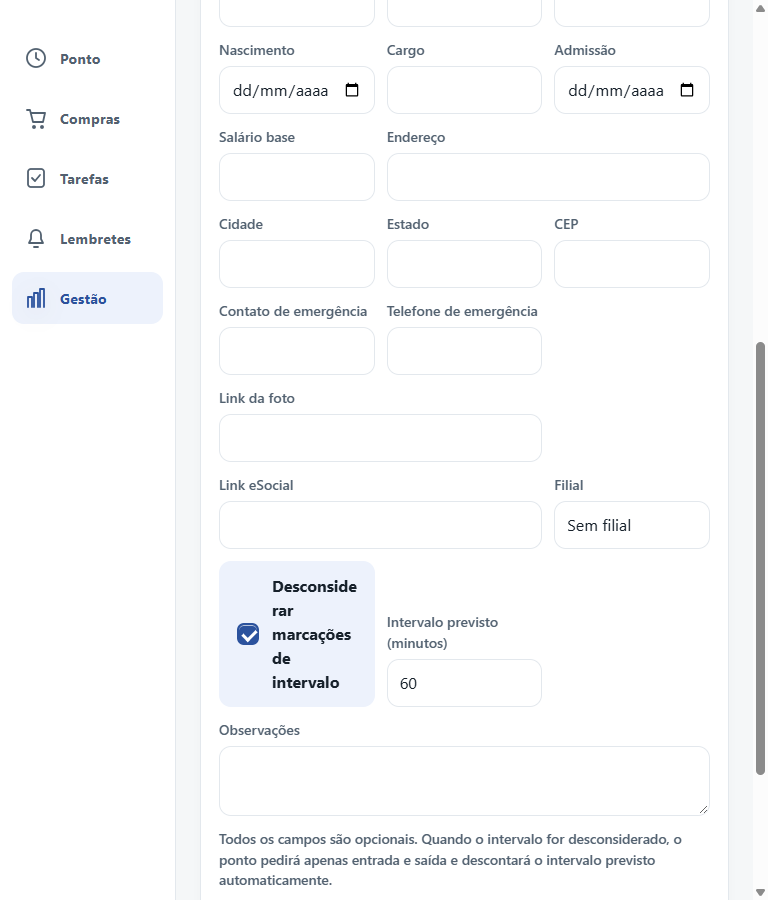 Ponto
Compras
Tarefas
Lembretes
Gestão
Nascimento
Cargo
Admissão
dd/mm/aaaa
dd/mm/aaaa
Salário base
Endereço
Cidade
Estado
CEP
Contato de emergência
Telefone de emergência
Link da foto
Link eSocial
Filial
Sem filial
Desconside
rar
marcações
de
intervalo
Intervalo previsto
(minutos)
60
Observações
Todos os campos são opcionais. Quando o intervalo for desconsiderado, o
ponto pedirá apenas entrada e saída e descontará o intervalo previsto
automaticamente.